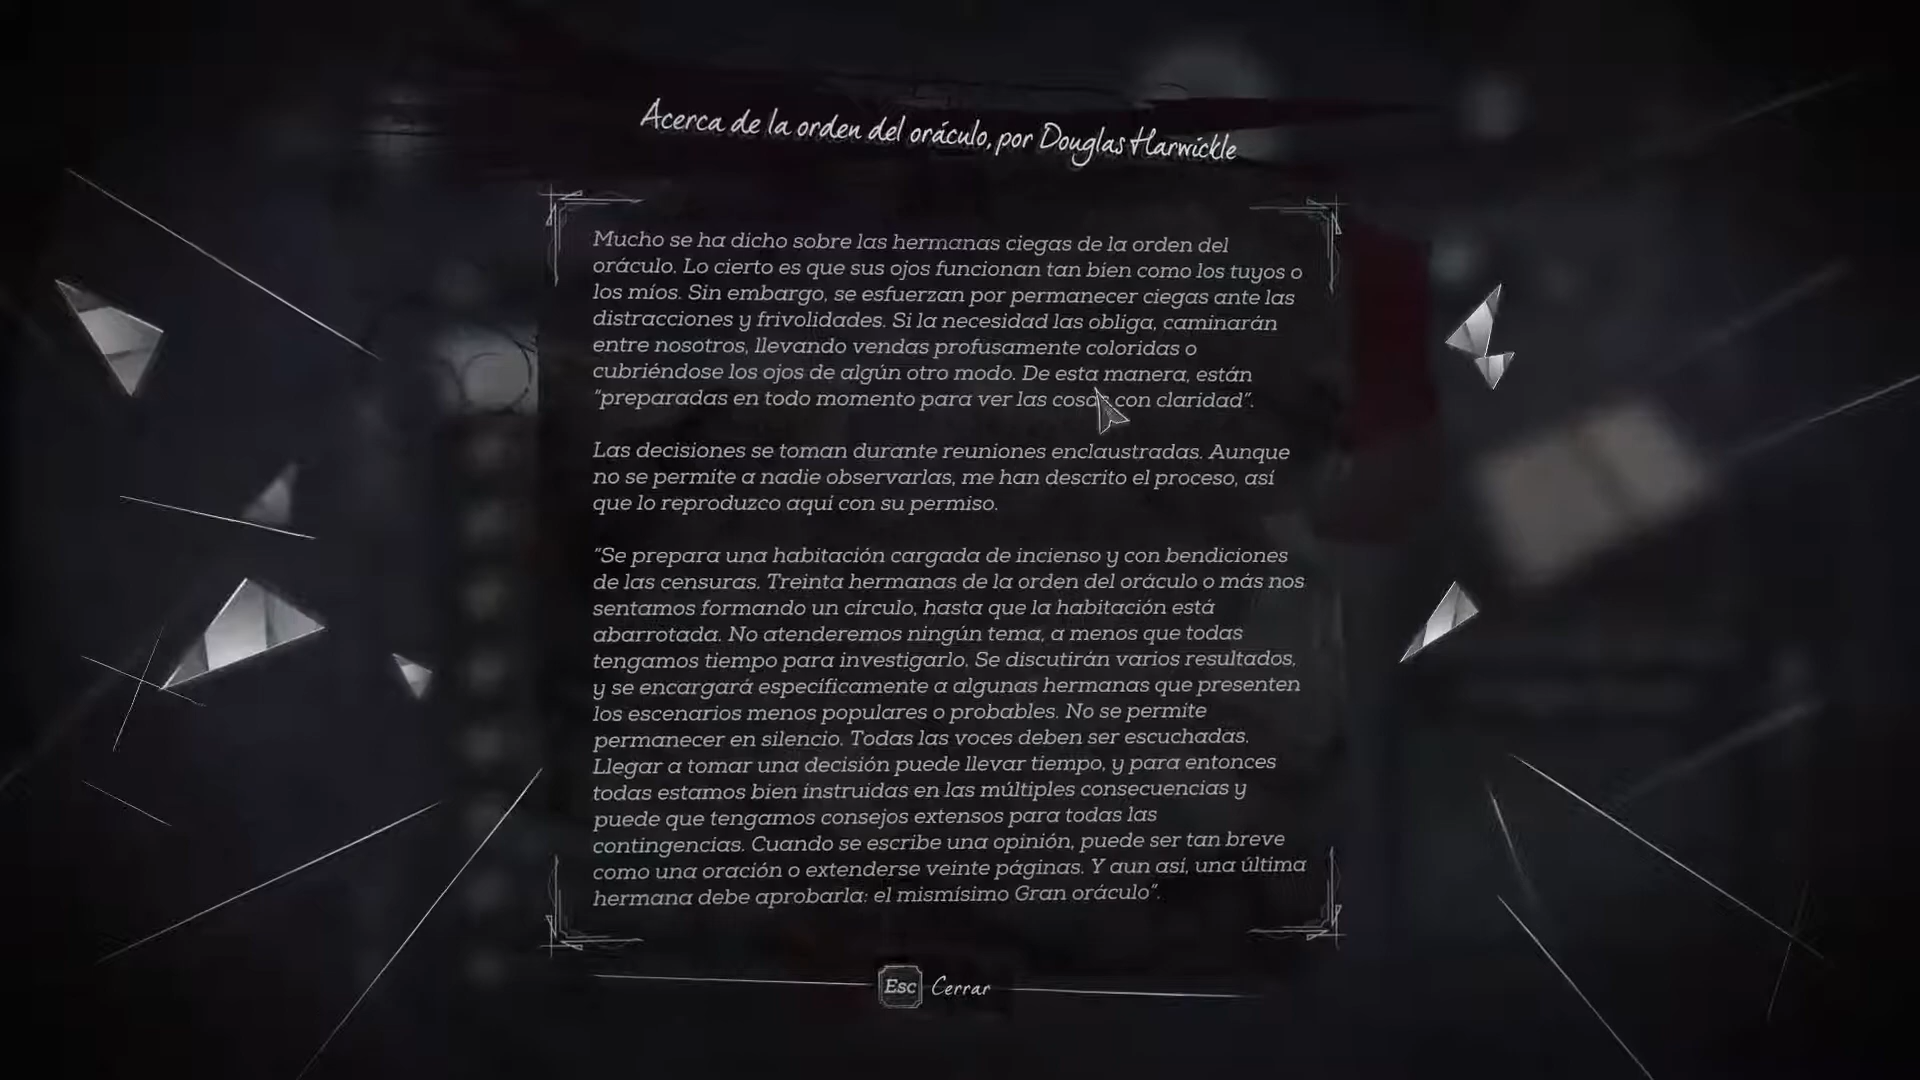 Acerca de la orden del oráculo, por Douglas Harwickle
Mucho se ha dicho sobre las hermanas ciegas de la orden del
oráculo. Lo cierto es que sus ojos funcionan tan bien como los tuyos o
los míos. Sin embargo, se esfuerzan por permanecer ciegas ante las
distracciones y frivolidades. Si la necesidad las obliga, caminarán
entre nosotros, llevando vendas profusamente coloridas o
cubriéndose los ojos de algún otro modo. De esta manera, están
"preparadas en todo momento para ver las cosas con claridad".
Las decisiones se toman durante reuniones enclaustradas. Aunque
no se permite a nadie observarlas, me han descrito el proceso, así
que lo reproduzco aquí con su permiso.
"Se prepara una habitación cargada de incienso y con bendiciones
de las censuras. Treinta hermanas de la orden del oráculo o más nos
sentamos formando un círculo, hasta que la habitación está
abarrotada. No atenderemos ningún tema, a menos que todas
tengamos tiempo para investigarlo. Se discutirán varios resultados,
y se encargará específicamente a algunas hermanas que presenten
los escenarios menos populares o probables. No se permite
permanecer en silencio. Todas las voces deben ser escuchadas.
Llegar a tomar una decisión puede llevar tiempo, y para entonces
todas estamos bien instruidas en las múltiples consecuencias y
puede que tengamos consejos extensos para todas las
contingencias. Cuando se escribe una opinión, puede ser tan breve
como una oración o extenderse veinte páginas. Y aun así, una última
hermana debe aprobarla: el mismísimo Gran oráculo".
Esc Cerrar